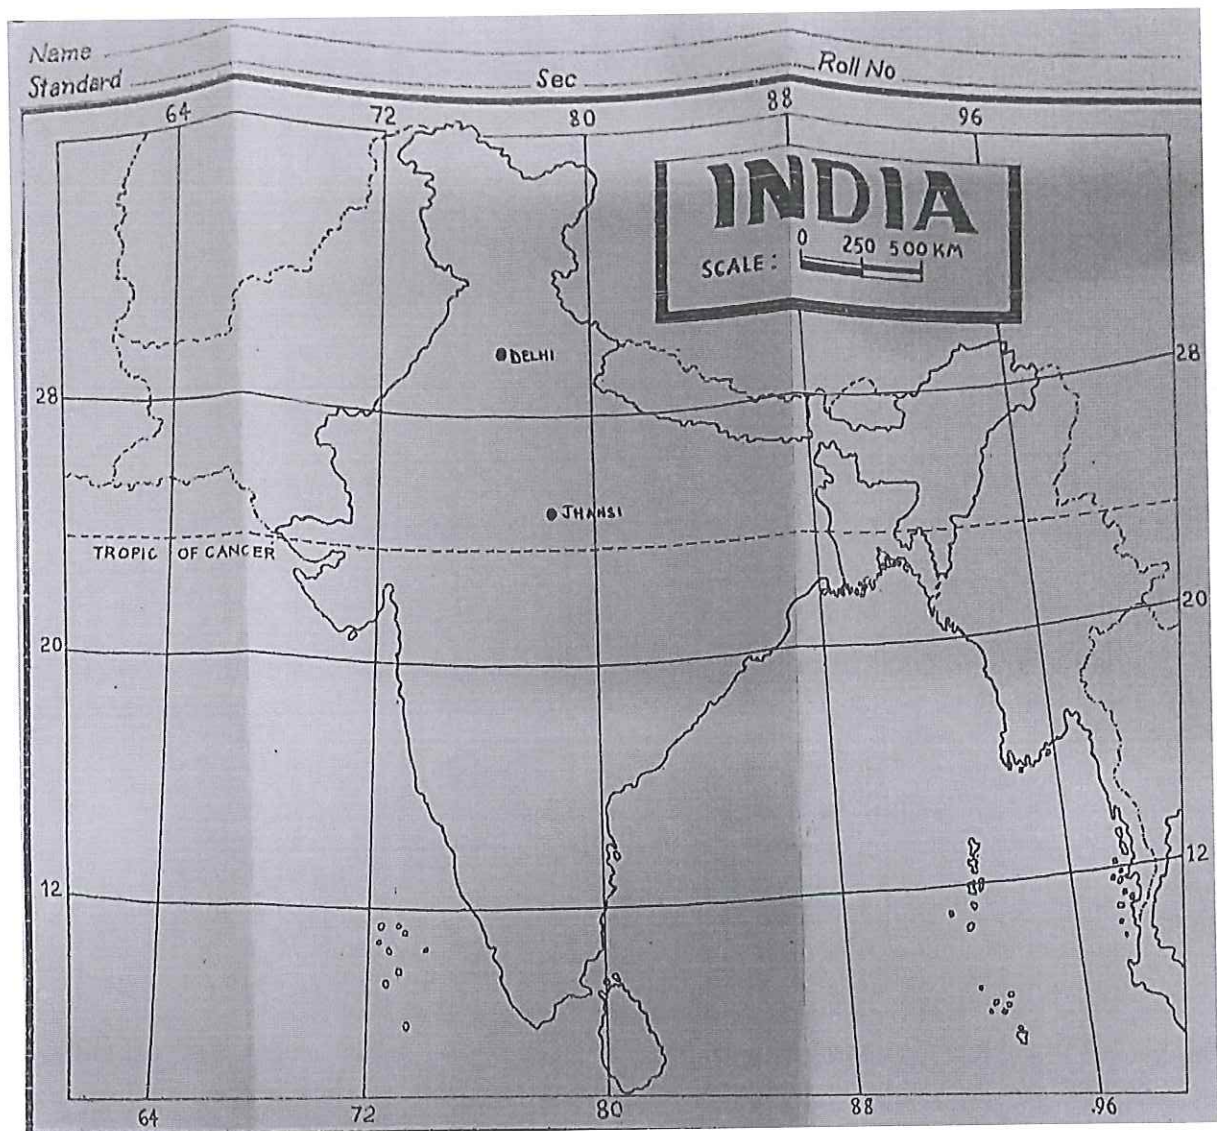 Name
Standard Sec Roll No
64 72 80 88 96
INDIA
0 250 500 KM
SCALE:
DELHI
28 28
JHANSI
TROPIC OF CANCER
20 20
12 12
64 72 80 88 .96